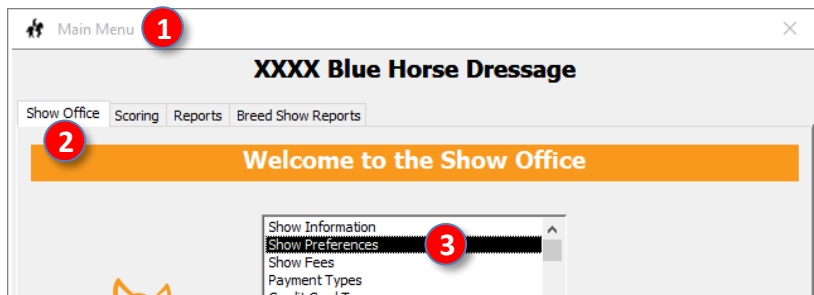 Main Menu 1
XXXX Blue Horse Dressage
Show Office Scoring Reports Breed Show Reports
2
Welcome to the Show Office
Show Information
Show Preferences 3
Show Fees
Payment Types